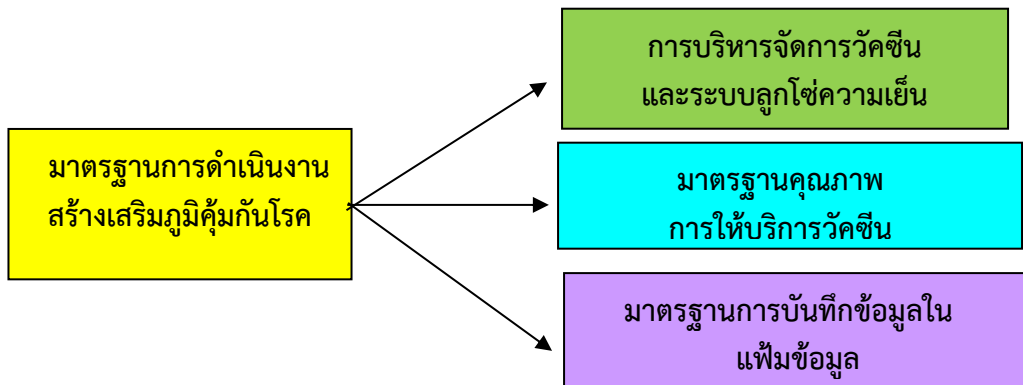 การบริหารจัดการวัคซีน
และระบบลูกโซ่ความเย็น
มาตรฐานการดำเนินงาน
สร้างเสริมภูมิคุ้มกันโรค
มาตรฐานคุณภาพ
การให้บริการวัคซีน
มาตรฐานการบันทึกข้อมูลใน
แฟ้มข้อมูล